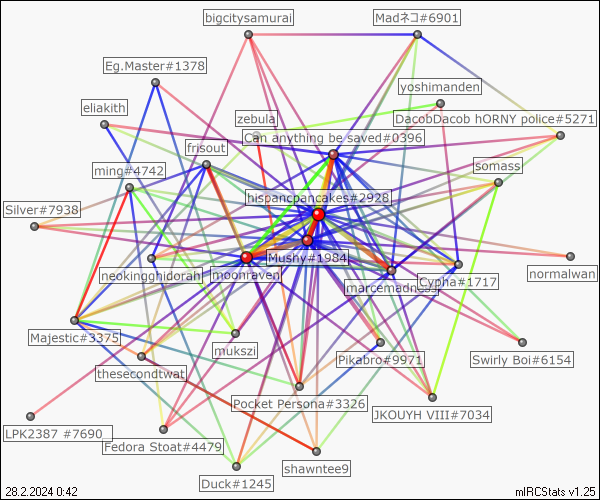 bigcitysamurai
Madネコ#6901
Eg.Master#1378
yoshimanden
eliakith
zebula
DacobDacob hORNY police#5271
Can anything be saved#0396
frisout
ming#4742
somass
hispancpancakes#2928
Silver#7938
Mushy#1984
neokingghidorah
moonraven
marcemadness
Cypha#1717
normalwan
Majestic#3375
mukszi
Pikabro#9971
Swirly Boi#6154
thesecondtwat
Pocket Persona#3326
JKOUYH VIII#7034
LPK2387 #7690
Fedora Stoat#4479
shawntee9
Duck#1245
28.2.2024 0:42
mIRCStats v1.25